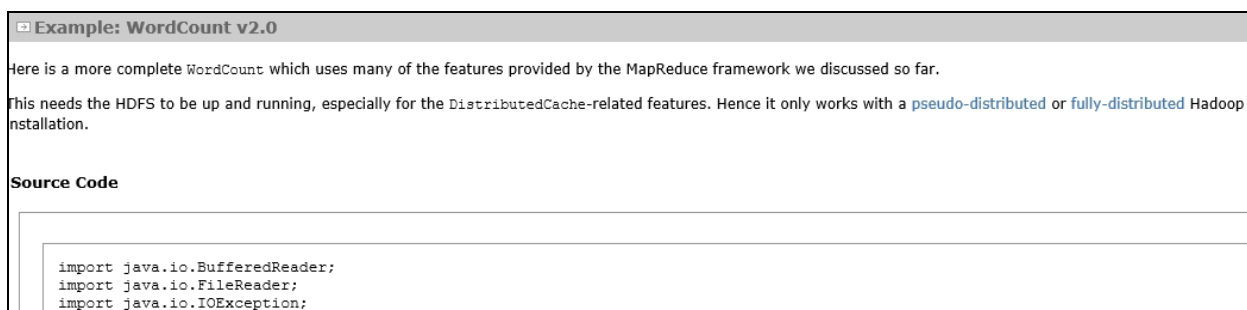 Example: WordCount v2.0
Here is a more complete WordCount which uses many of the features provided by the MapReduce framework we discussed so far.
This needs the HDFS to be up and running, especially for the DistributedCache-related features. Hence it only works with a pseudo-distributed or fully-distributed Hadoop
nstallation.
Source Code
import java.io.BufferedReader;
import java.io.FileReader;
import java.io.IOException;